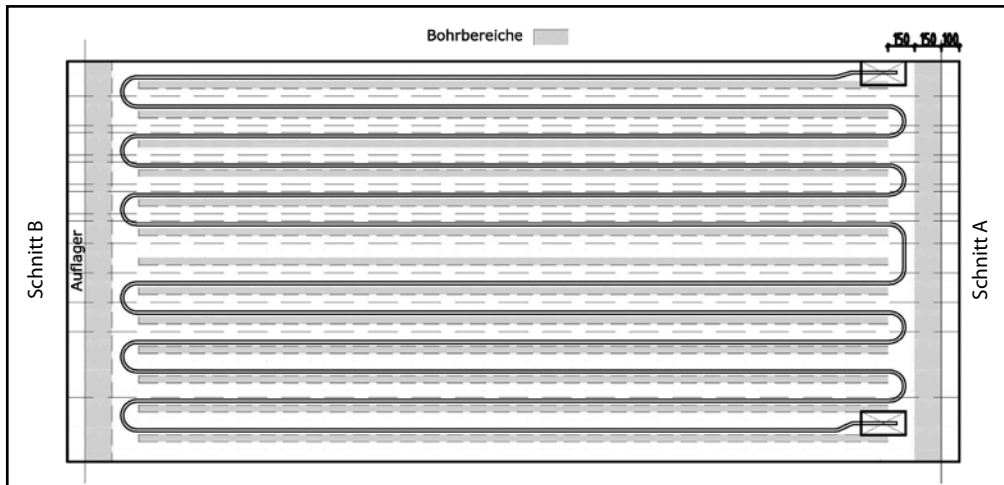 Bohrbereiche
150 150 100
Schnitt B
Auflager
Schnitt A